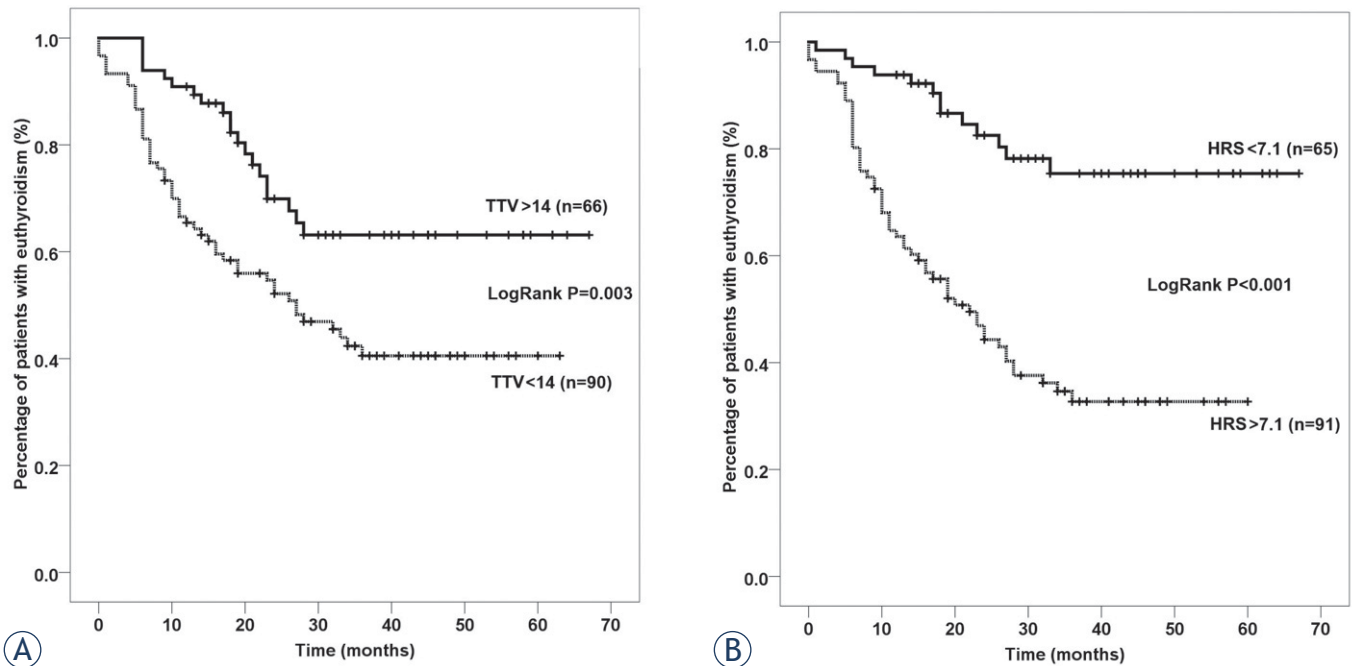 Percentage of patients with euthyroidism (%)
1.0
0.8
0.6
0.4
0.2
0.0
TTV>14 (n=66)
LogRank P=0.003
TTV<14 (n=90)
0 10 20 30 40 50 60 70
Time (months)
A
Percentage of patients with euthyroidism (%)
1.0
0.8
0.6
0.4
0.2
0.0
HRS<7.1 (n=65)
LogRank P<0.001
HRS>7.1 (n=91)
0 10 20 30 40 50 60 70
Time (months)
B